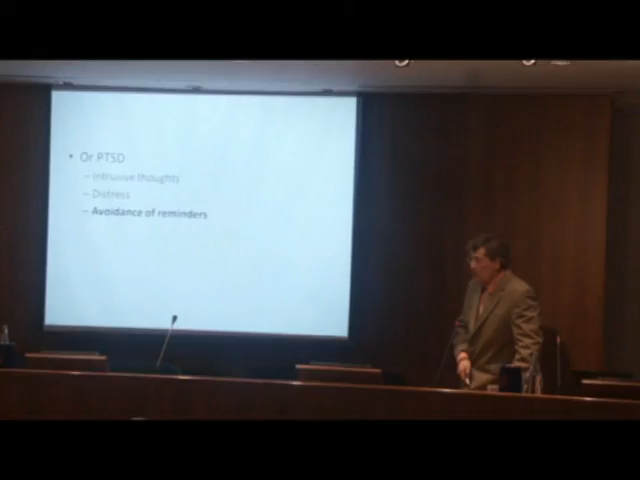 • Or PTSD
– Intrusive thoughts
– Distress
– Avoidance of reminders